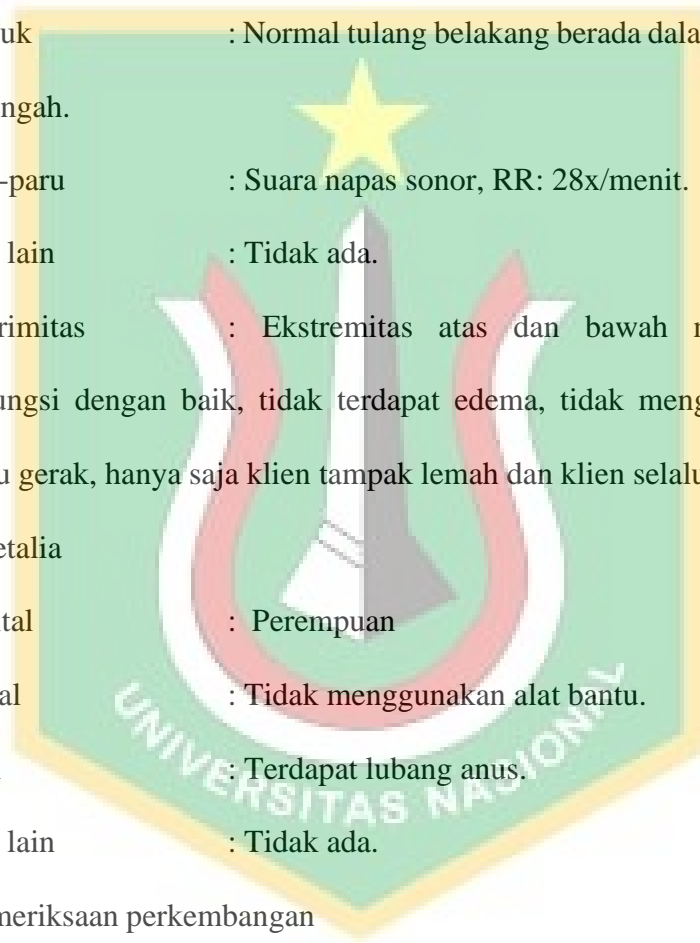 uk : Normal tulang belakang berada dala
ngah.
-paru : Suara napas sonor, RR: 28x/menit.
lain : Tidak ada.
rimitas : Ekstremitas atas dan bawah
ungsi dengan baik, tidak terdapat edema, tidak meng
u gerak, hanya saja klien tampak lemah dan klien selalu
etalia
ital : Perempuan
al : Tidak menggunakan alat bantu.
: Terdapat lubang anus.
lain : Tidak ada.
meriksaan perkembangan
UNIVERSITAS NASIONAL